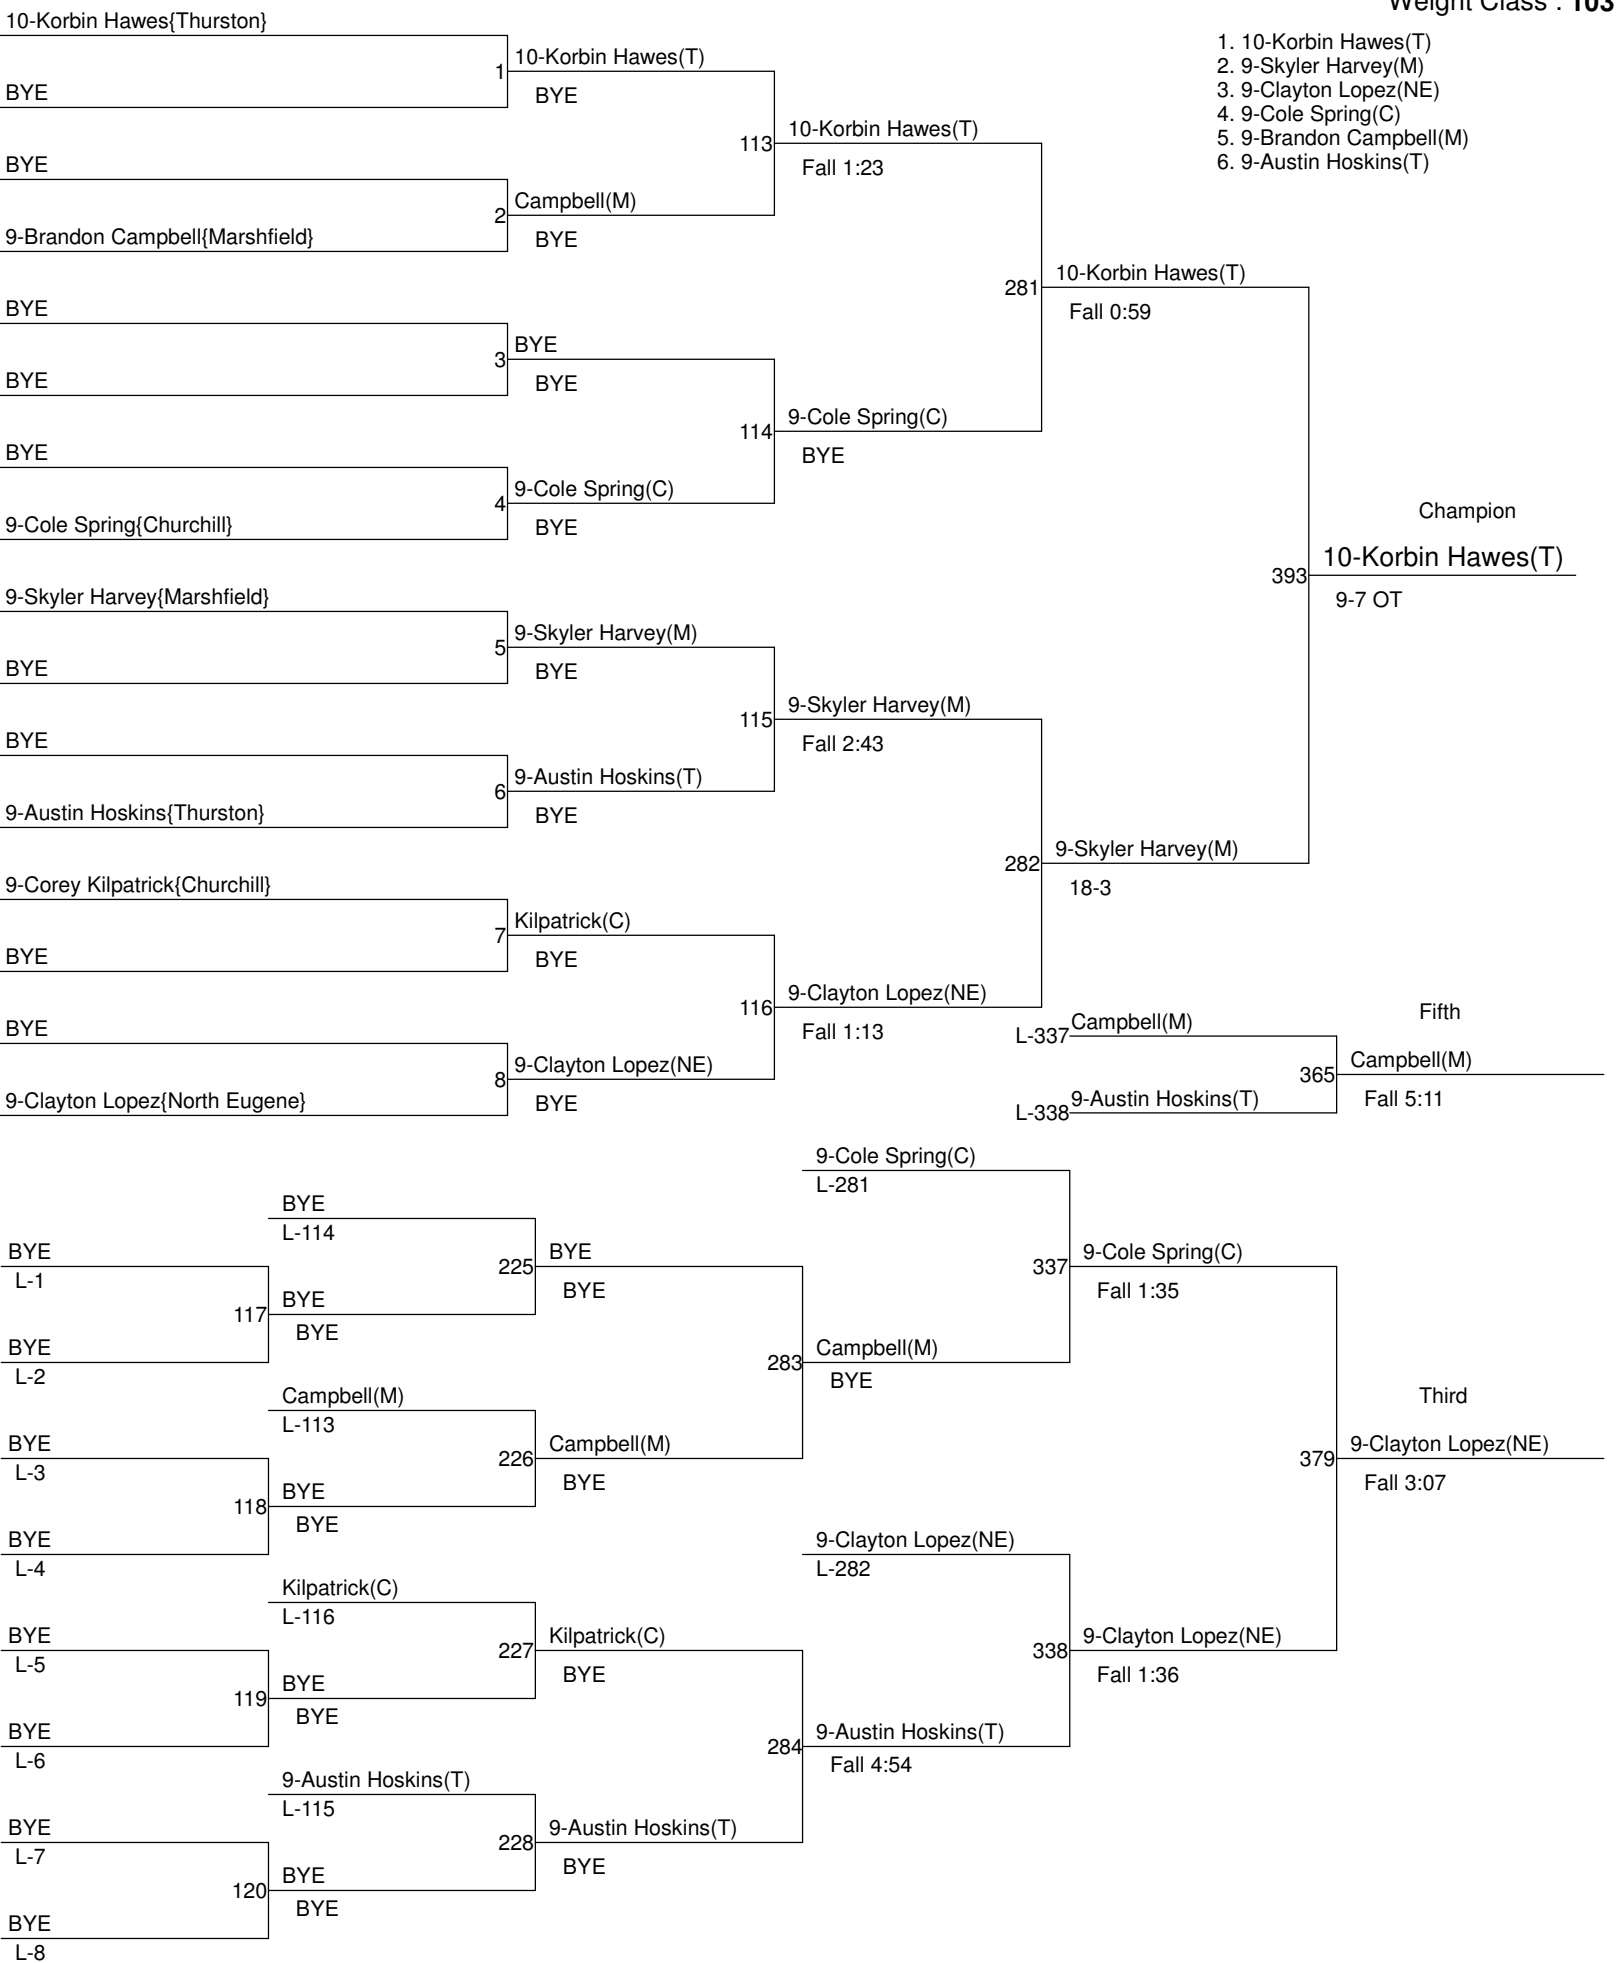 Weight Class : 103
1. 10-Korbin Hawes(T)
2. 9-Skyler Harvey(M)
3. 9-Clayton Lopez(NE)
4. 9-Cole Spring(C)
5. 9-Brandon Campbell(M)
6. 9-Austin Hoskins(T)
10-Korbin Hawes{Thurston}
BYE
BYE
9-Brandon Campbell{Marshfield}
BYE
BYE
BYE
9-Cole Spring{Churchill}
9-Skyler Harvey{Marshfield}
BYE
BYE
9-Austin Hoskins{Thurston}
9-Corey Kilpatrick{Churchill}
BYE
BYE
9-Clayton Lopez{North Eugene}
1
10-Korbin Hawes(T)
BYE
2
Campbell(M)
BYE
3
BYE
BYE
4
9-Cole Spring(C)
BYE
5
9-Skyler Harvey(M)
BYE
6
9-Austin Hoskins(T)
BYE
7
Kilpatrick(C)
BYE
8
9-Clayton Lopez(NE)
BYE
113
10-Korbin Hawes(T)
Fall 1:23
114
9-Cole Spring(C)
BYE
115
9-Skyler Harvey(M)
Fall 2:43
116
9-Clayton Lopez(NE)
Fall 1:13
281
10-Korbin Hawes(T)
Fall 0:59
282
9-Skyler Harvey(M)
18-3
Champion
393
10-Korbin Hawes(T)
9-7 OT
L-337
Campbell(M)
L-338
9-Austin Hoskins(T)
Fifth
365
Campbell(M)
Fall 5:11
BYE
L-1
BYE
L-2
BYE
L-3
BYE
L-4
BYE
L-5
BYE
L-6
BYE
L-7
BYE
L-8
BYE
L-114
117
BYE
BYE
Campbell(M)
L-113
118
BYE
BYE
Kilpatrick(C)
L-116
119
BYE
BYE
9-Austin Hoskins(T)
L-115
120
BYE
BYE
225
BYE
BYE
226
Campbell(M)
BYE
227
Kilpatrick(C)
BYE
228
9-Austin Hoskins(T)
BYE
9-Cole Spring(C)
L-281
283
Campbell(M)
BYE
9-Clayton Lopez(NE)
L-282
284
9-Austin Hoskins(T)
Fall 4:54
337
9-Cole Spring(C)
Fall 1:35
338
9-Clayton Lopez(NE)
Fall 1:36
Third
379
9-Clayton Lopez(NE)
Fall 3:07